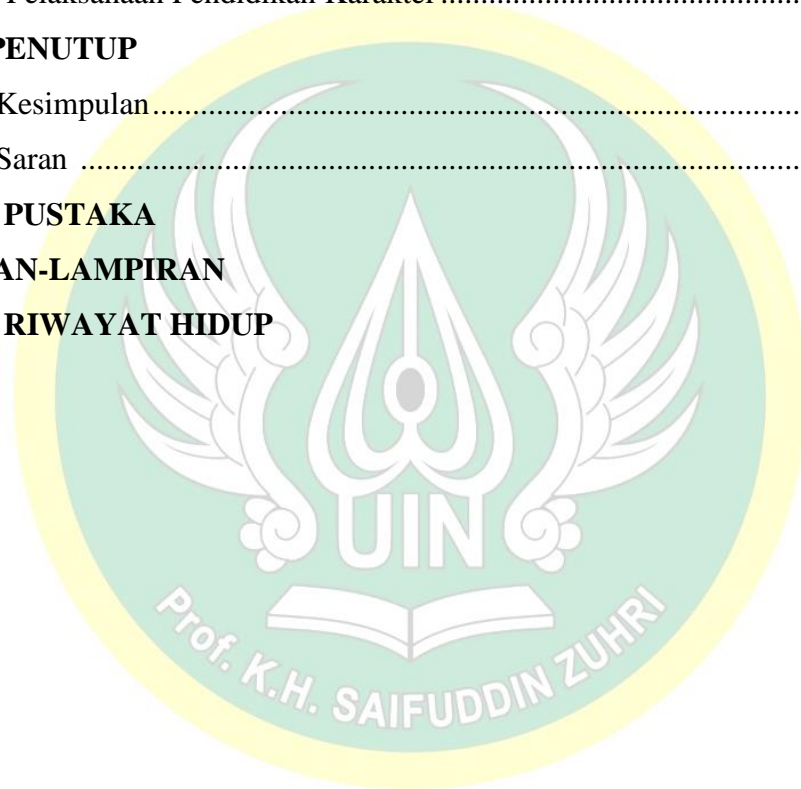 Pelaksanaan Pendidikan Karakter ............................................
PENUTUP
Kesimpulan..................................................................................
Saran ...........................................................................................
PUSTAKA
AN-LAMPIRAN
RIWAYAT HIDUP
UIN
Prof. K.H. SAIFUDDIN ZUHRI